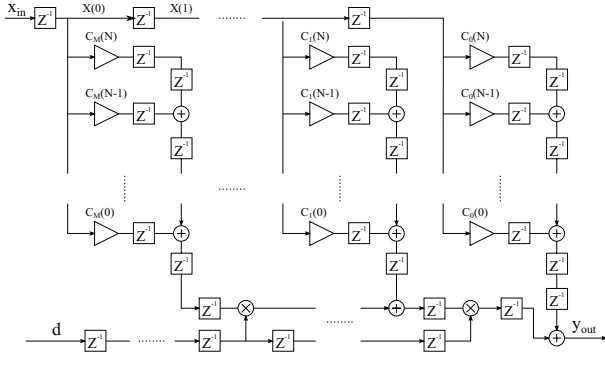 x_in Z⁻¹ X(0) Z⁻¹ X(1) ........ Z⁻¹
C_M(N) Z⁻¹ C_1(N) Z⁻¹ C_0(N) Z⁻¹
Z⁻¹ Z⁻¹ Z⁻¹
C_M(N-1) Z⁻¹ + C_1(N-1) Z⁻¹ + C_0(N-1) Z⁻¹ +
Z⁻¹ Z⁻¹ Z⁻¹
........
C_M(0) Z⁻¹ + C_1(0) Z⁻¹ + C_0(0) Z⁻¹ +
Z⁻¹ Z⁻¹ Z⁻¹
Z⁻¹ × + Z⁻¹ × Z⁻¹ Z⁻¹
........
d Z⁻¹ ........ Z⁻¹ Z⁻¹ Z⁻¹ + y_out